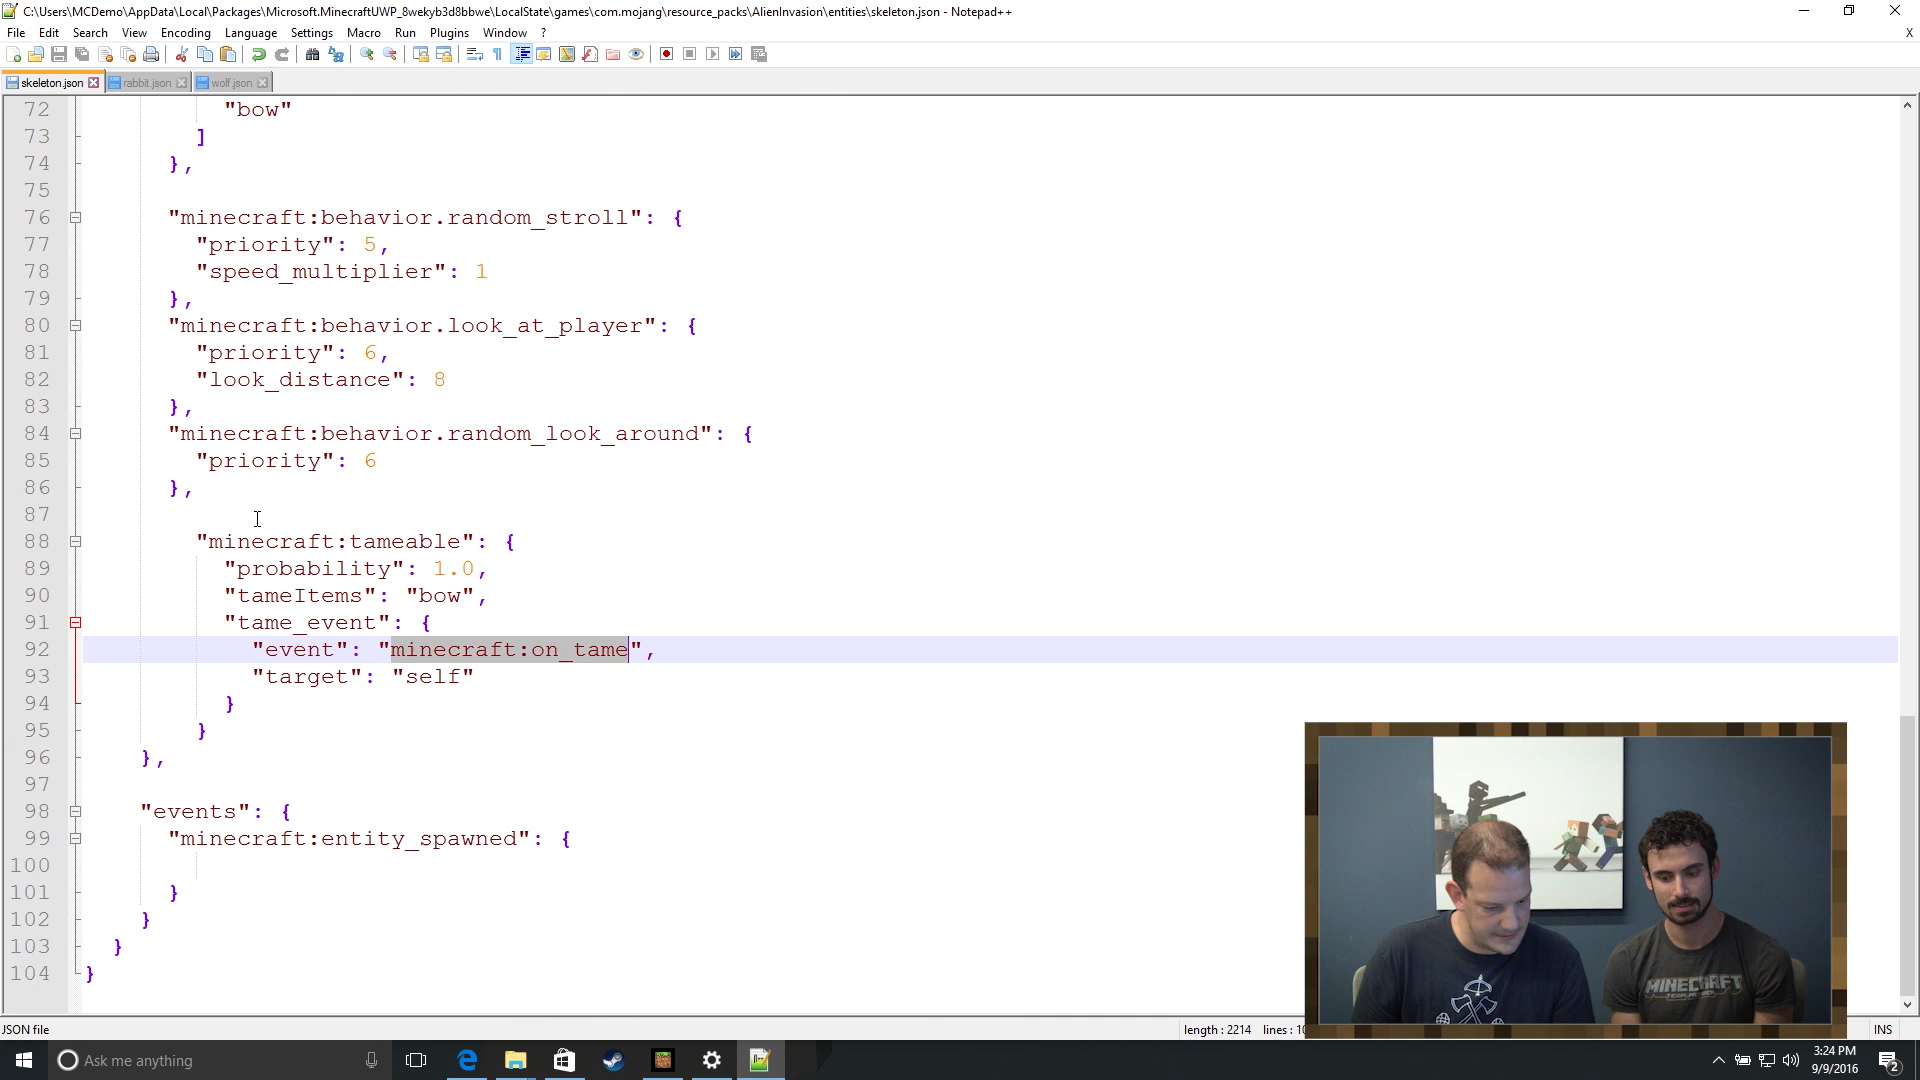 C:\Users\MCDemo\AppData\Local\Packages\Microsoft.MinecraftUWP_8wekyb3d8bbwe\LocalState\games\com.mojang\resource_packs\AlienInvasion\entities\skeleton.json - Notepad++
File Edit Search View Encoding Language Settings Macro Run Plugins Window ? X
skeleton.json rabbit.json wolf.json
72 "bow"
73 ]
74 },
75
76 "minecraft:behavior.random_stroll": {
77 "priority": 5,
78 "speed_multiplier": 1
79 },
80 "minecraft:behavior.look_at_player": {
81 "priority": 6,
82 "look_distance": 8
83 },
84 "minecraft:behavior.random_look_around": {
85 "priority": 6
86 },
87
88 "minecraft:tameable": {
89 "probability": 1.0,
90 "tameItems": "bow",
91 "tame_event": {
92 "event": "minecraft:on_tame",
93 "target": "self"
94 }
95 }
96 },
97
98 "events": {
99 "minecraft:entity_spawned": {
100
101 }
102 }
103 }
104 }
MINECRAFT
JSON file length : 2214 lines : 10 INS
Ask me anything
3:24 PM
9/9/2016
2